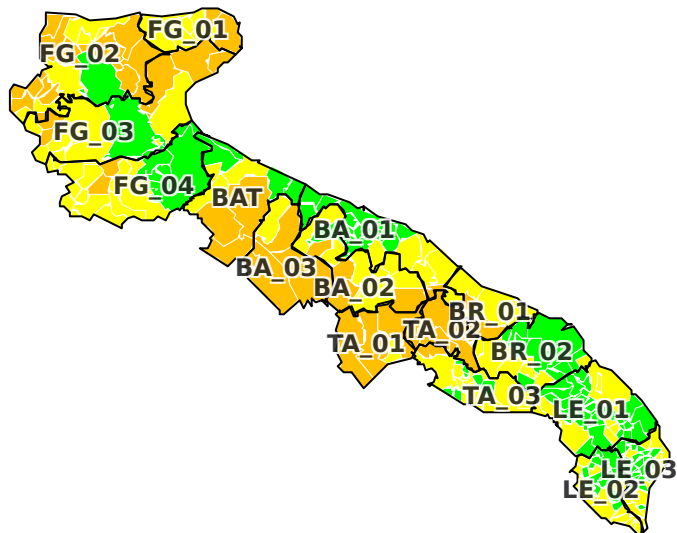 FG_01
FG_02
FG_03
FG_04
BAT
BA_01
BA_03
BA_02
BR_01
TA_02
TA_01
BR_02
TA_03
LE_01
LE_03
LE_02